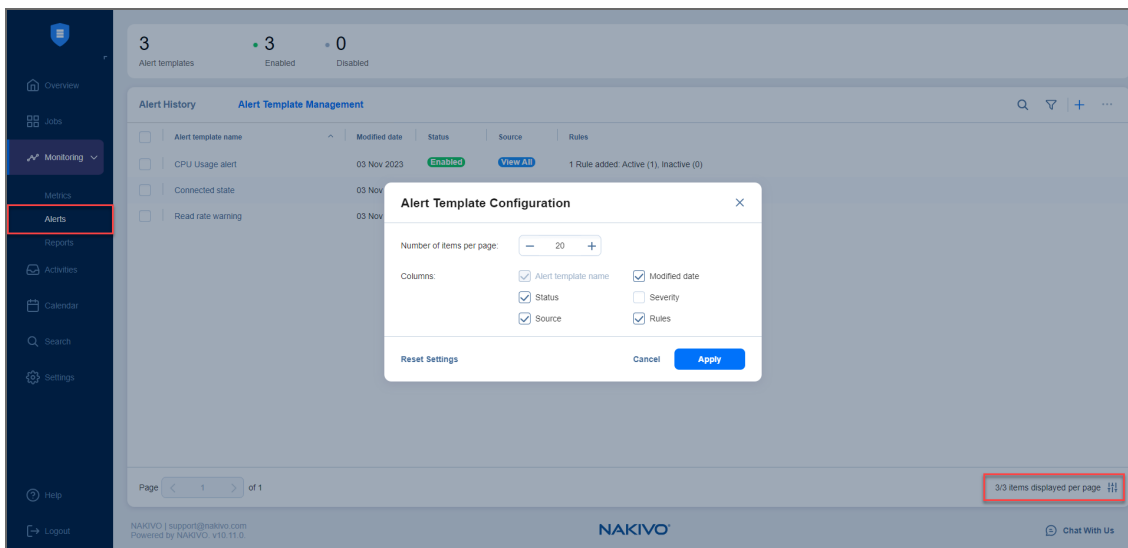 3
3
0
Alert templates
Enabled
Disabled
Overview
Jobs
Monitoring
Metrics
Alerts
Reports
Activities
Calendar
Search
Settings
Help
Logout
Alert History Alert Template Management
Alert template name Modified date Status Source Rules
CPU Usage alert 03 Nov 2023 Enabled View All 1 Rule added: Active (1), Inactive (0)
Connected state 03 Nov
Read rate warning 03 Nov
Alert Template Configuration
Number of items per page: 20
Columns: Alert template name Modified date
Status Severity
Source Rules
Reset Settings Cancel Apply
Page 1 of 1 3/3 items displayed per page
NAKIVO | support@nakivo.com
Powered by NAKIVO. v10.11.0.
NAKIVO
Chat With Us